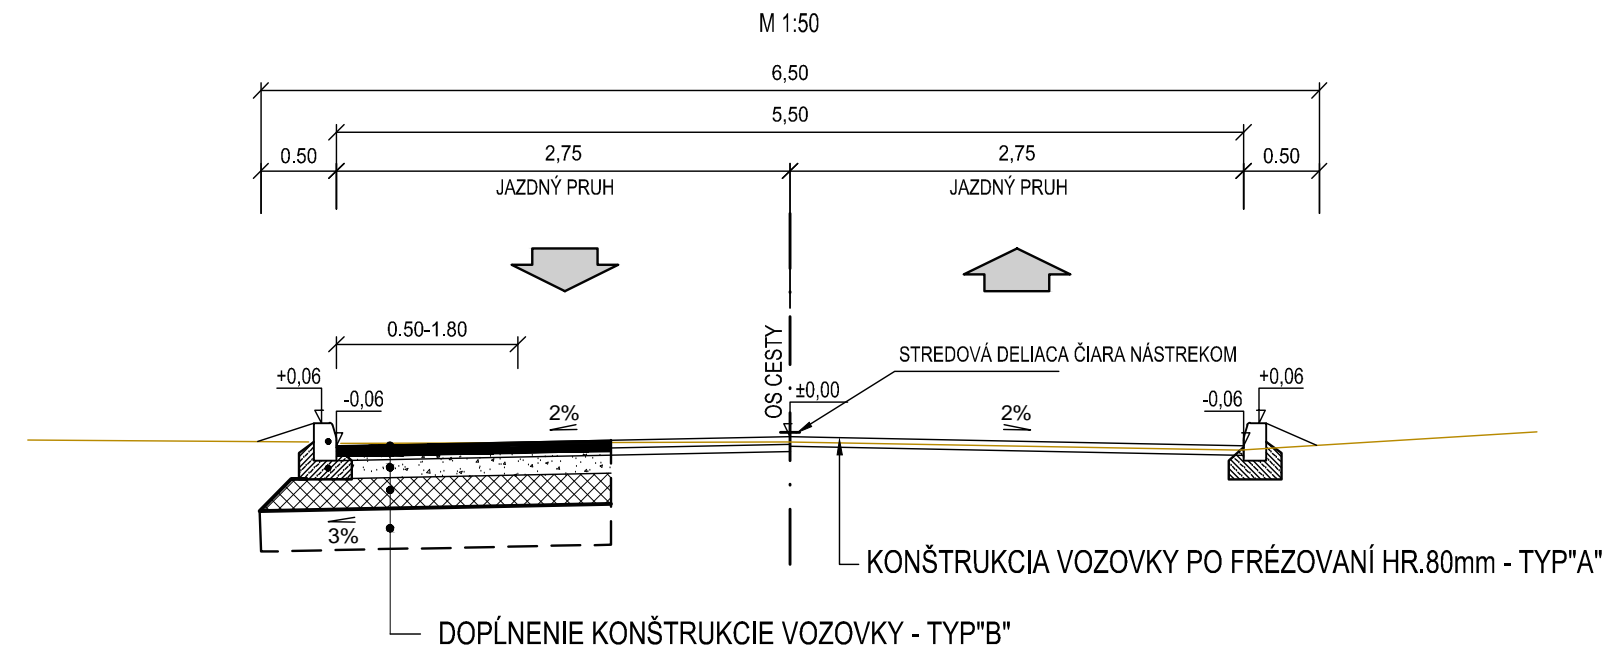 M 1:50
6,50
5,50
0.50
2,75
2,75
0.50
JAZDNÝ PRUH
JAZDNÝ PRUH
0.50-1.80
OS CESTY
STREDOVÁ DELIACA ČIARA NÁSTREKOM
+0,06
-0,06
±0,00
-0,06
+0,06
2%
2%
3%
KONŠTRUKCIA VOZOVKY PO FRÉZOVANÍ HR.80mm - TYP"A"
DOPĹNENIE KONŠTRUKCIE VOZOVKY - TYP"B"